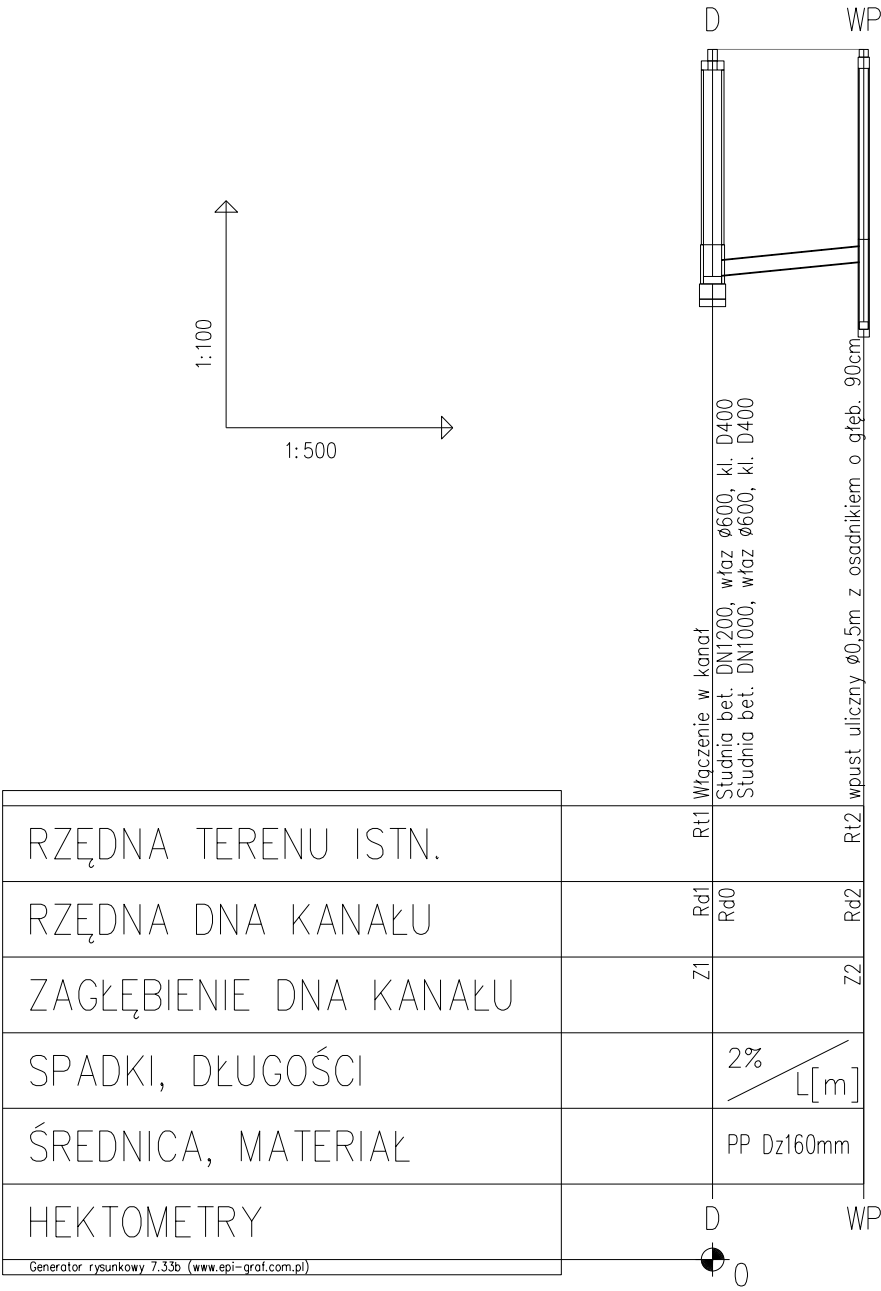 D WP
1:100
1:500
Włączenie w kanał
Studnia bet. DN1200, właz ø600, kl. D400
Studnia bet. DN1000, właz ø600, kl. D400
wpust uliczny ø0,5m z osadnikiem o głęb. 90cm
RZĘDNA TERENU ISTN. Rt1 Rt2
RZĘDNA DNA KANAŁU Rd1 Rd0 Rd2
ZAGŁĘBIENIE DNA KANAŁU Z1 Z2
SPADKI, DŁUGOŚCI 2% L[m]
ŚREDNICA, MATERIAŁ PP Dz160mm
HEKTOMETRY D WP
Generator rysunkowy 7.33b (www.epi-graf.com.pl) 0